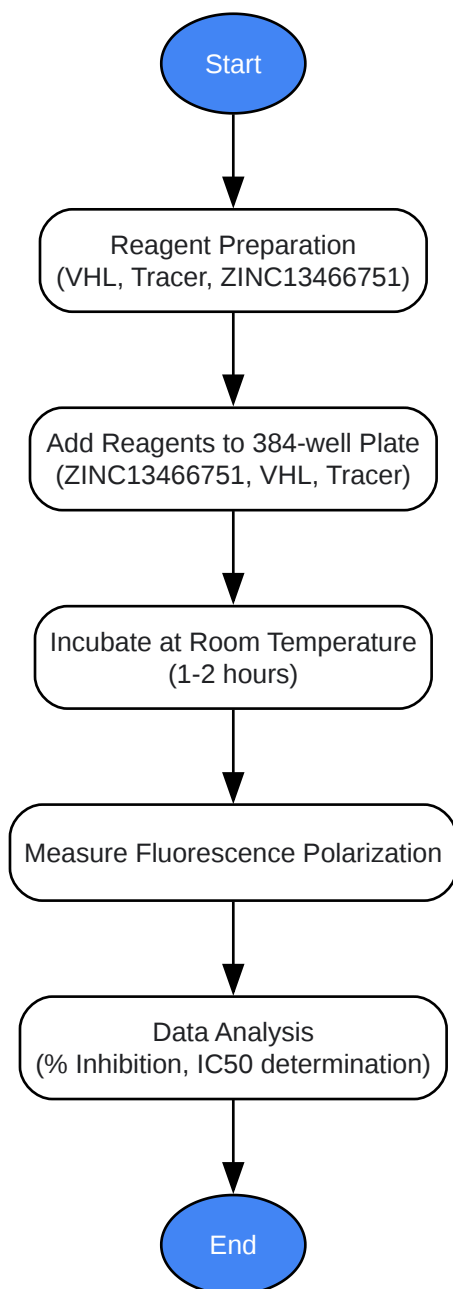 Start
Reagent Preparation
(VHL, Tracer, ZINC13466751)
Add Reagents to 384-well Plate
(ZINC13466751, VHL, Tracer)
Incubate at Room Temperature
(1-2 hours)
Measure Fluorescence Polarization
Data Analysis
(% Inhibition, IC50 determination)
End